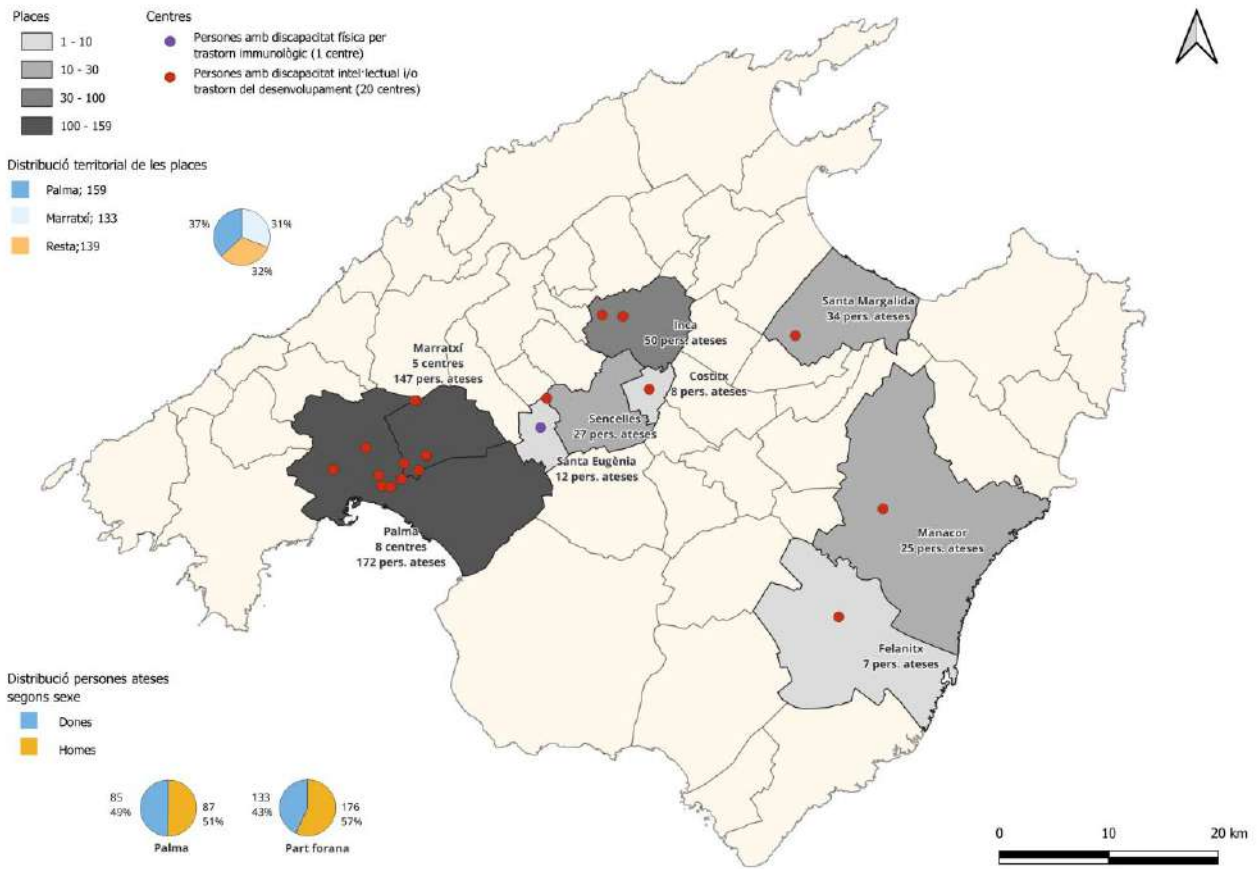 Places
1 - 10
10 - 30
30 - 100
100 - 159
Centres
Persones amb discapacitat física per
trastorn immunològic (1 centre)
Persones amb discapacitat intel·lectual i/o
trastorn del desenvolupament (20 centres)
Distribució territorial de les places
Palma; 159
Marratxí; 133
Resta;139
37%
31%
32%
Santa Margalida
34 pers. ateses
Inca
50 pers. ateses
Marratxí
5 centres
147 pers. ateses
Costitx
8 pers. ateses
Sencelles
27 pers. ateses
Santa Eugènia
12 pers. ateses
Palma
8 centres
172 pers. ateses
Manacor
25 pers. ateses
Felanitx
7 pers. ateses
Distribució persones ateses
segons sexe
Dones
Homes
85
49%
87
51%
Palma
133
43%
176
57%
Part forana
0 10 20 km